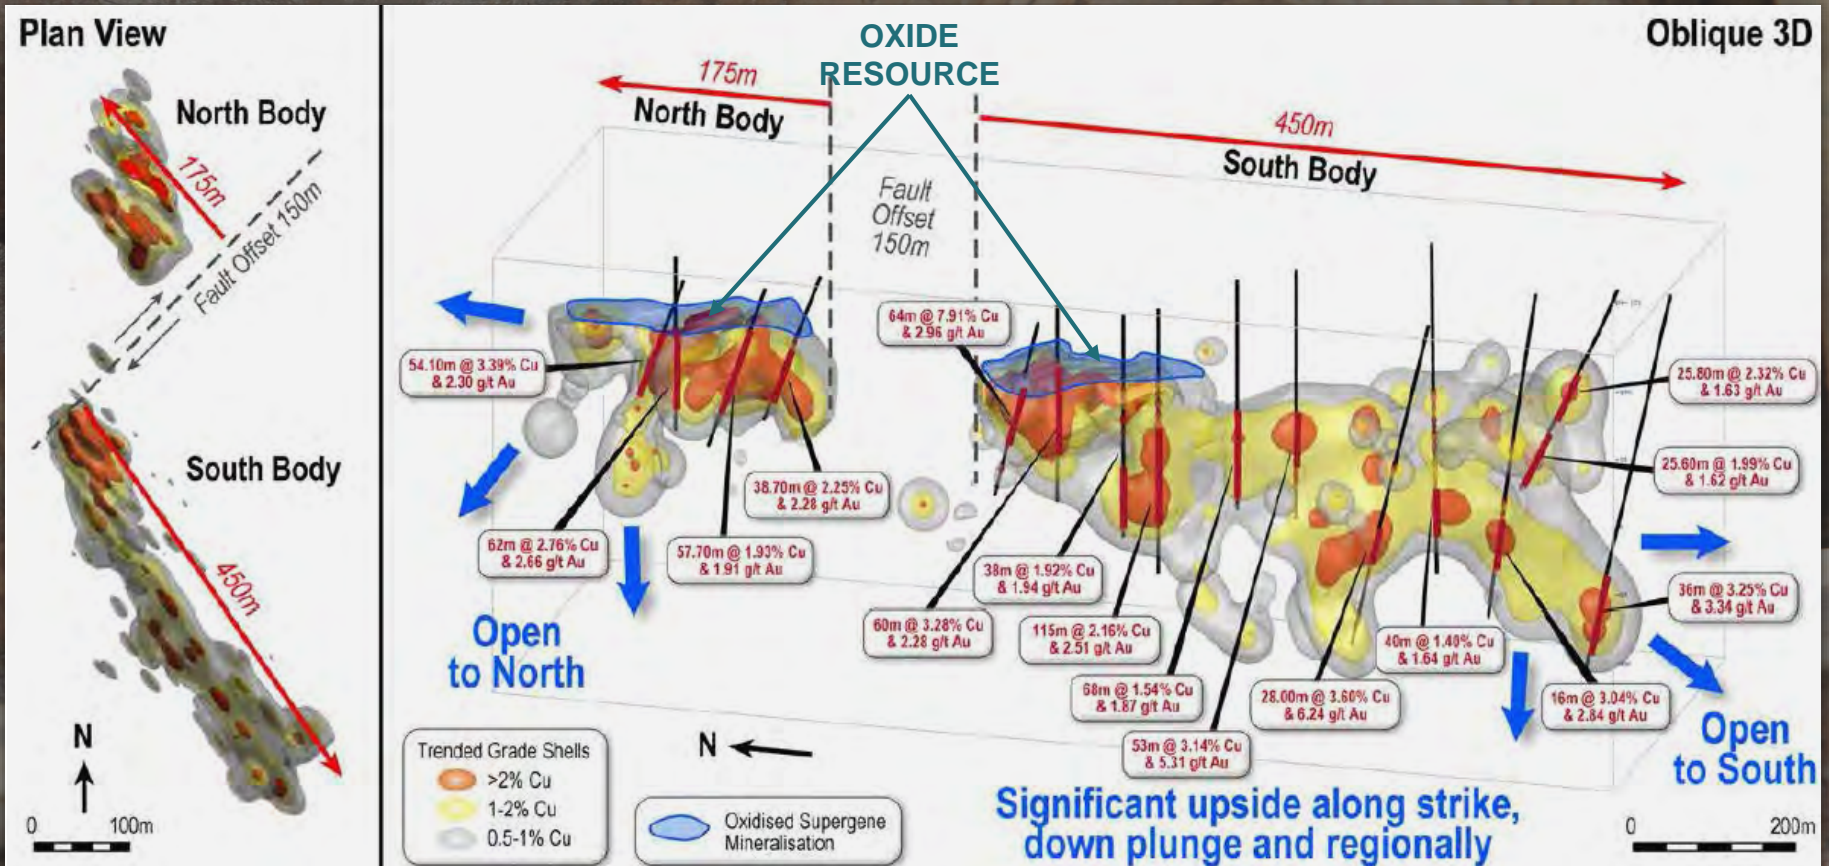 Plan View
North Body
175m
Fault Offset 150m
South Body
450m
N
0 100m
Oblique 3D
OXIDE
RESOURCE
175m
North Body
450m
South Body
Fault
Offset
150m
64m @ 7.91% Cu
& 2.96 g/t Au
54.10m @ 3.39% Cu
& 2.30 g/t Au
25.80m @ 2.32% Cu
& 1.63 g/t Au
25.60m @ 1.99% Cu
& 1.62 g/t Au
38.70m @ 2.25% Cu
& 2.28 g/t Au
62m @ 2.76% Cu
& 2.66 g/t Au
57.70m @ 1.93% Cu
& 1.91 g/t Au
38m @ 1.92% Cu
& 1.94 g/t Au
36m @ 3.25% Cu
& 3.34 g/t Au
60m @ 3.28% Cu
& 2.28 g/t Au
115m @ 2.16% Cu
& 2.51 g/t Au
40m @ 1.40% Cu
& 1.64 g/t Au
68m @ 1.54% Cu
& 1.87 g/t Au
28.00m @ 3.60% Cu
& 6.24 g/t Au
16m @ 3.04% Cu
& 2.84 g/t Au
53m @ 3.14% Cu
& 5.31 g/t Au
Open
to North
Open
to South
N
Trended Grade Shells
>2% Cu
1-2% Cu
0.5-1% Cu
Oxidised Supergene
Mineralisation
Significant upside along strike,
down plunge and regionally
0 200m